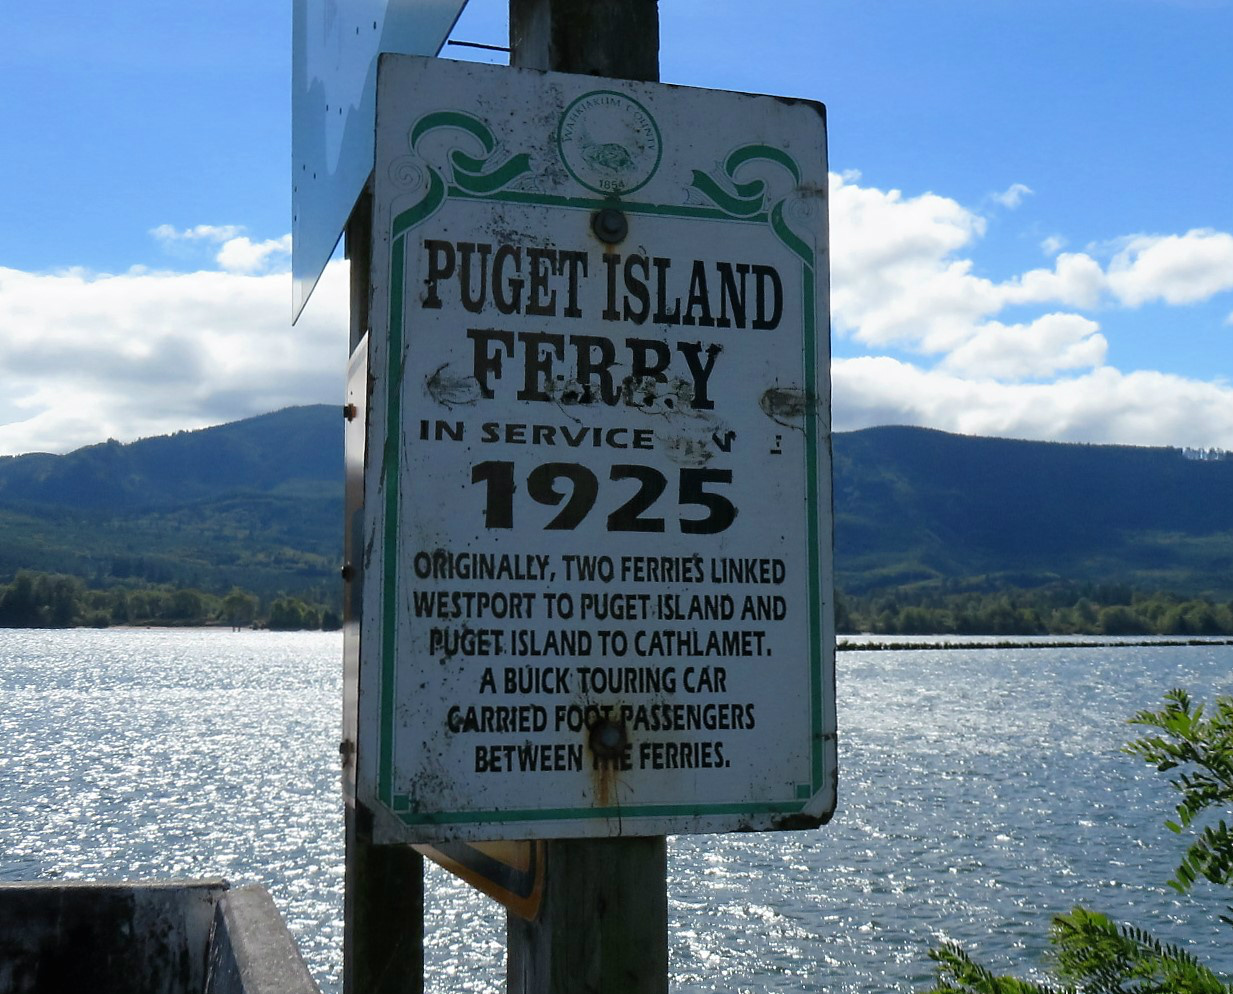 WAHKIAKUM COUNTY
1854
PUGET ISLAND
FERRY
IN SERVICE
1925
ORIGINALLY, TWO FERRIES LINKED
WESTPORT TO PUGET ISLAND AND
PUGET ISLAND TO CATHLAMET.
A BUICK TOURING CAR
CARRIED FOOT PASSENGERS
BETWEEN THE FERRIES.